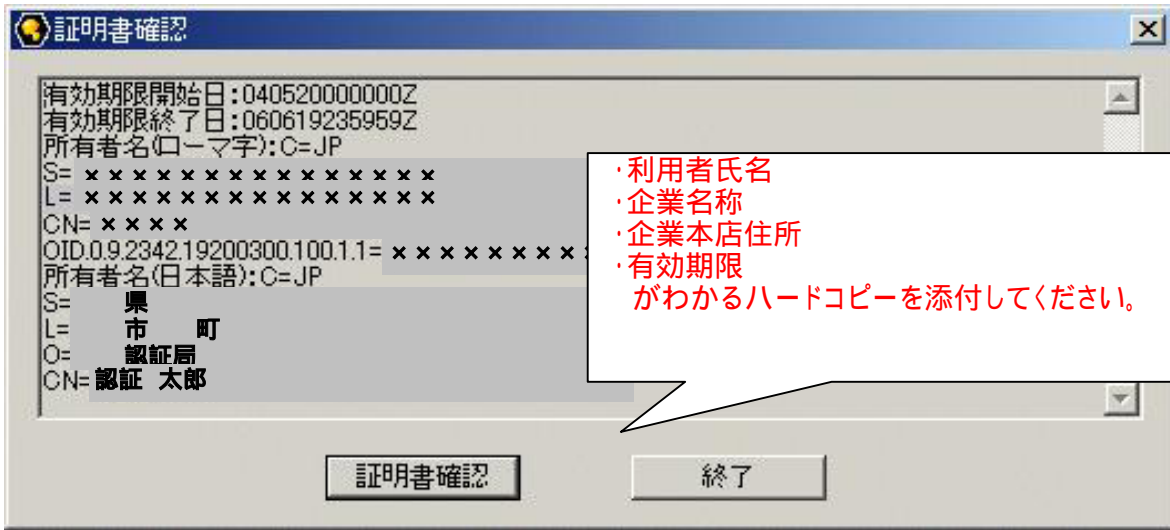 証明書確認
有効期限開始日:040520000000Z
有効期限終了日:060619235959Z
所有者名(ローマ字):C=JP
S= ××××××××××××××××
L= ××××××××××××××××
CN= ××××
OID.0.9.2342.19200300.100.1.1= ×××××××××
所有者名(日本語):C=JP
S= 県
L= 市 町
O= 認証局
CN= 認証 太郎
・利用者氏名
・企業名称
・企業本店住所
・有効期限
がわかるハードコピーを添付してください。
証明書確認
終了